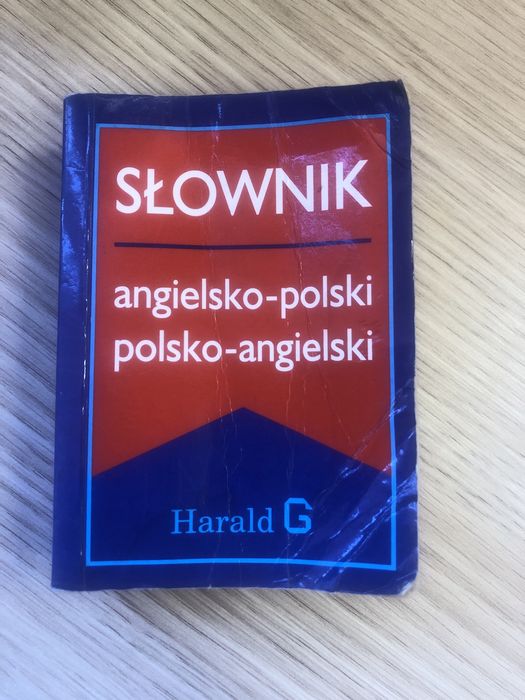 SŁOWNIK
angielsko-polski
polsko-angielski
Harald G